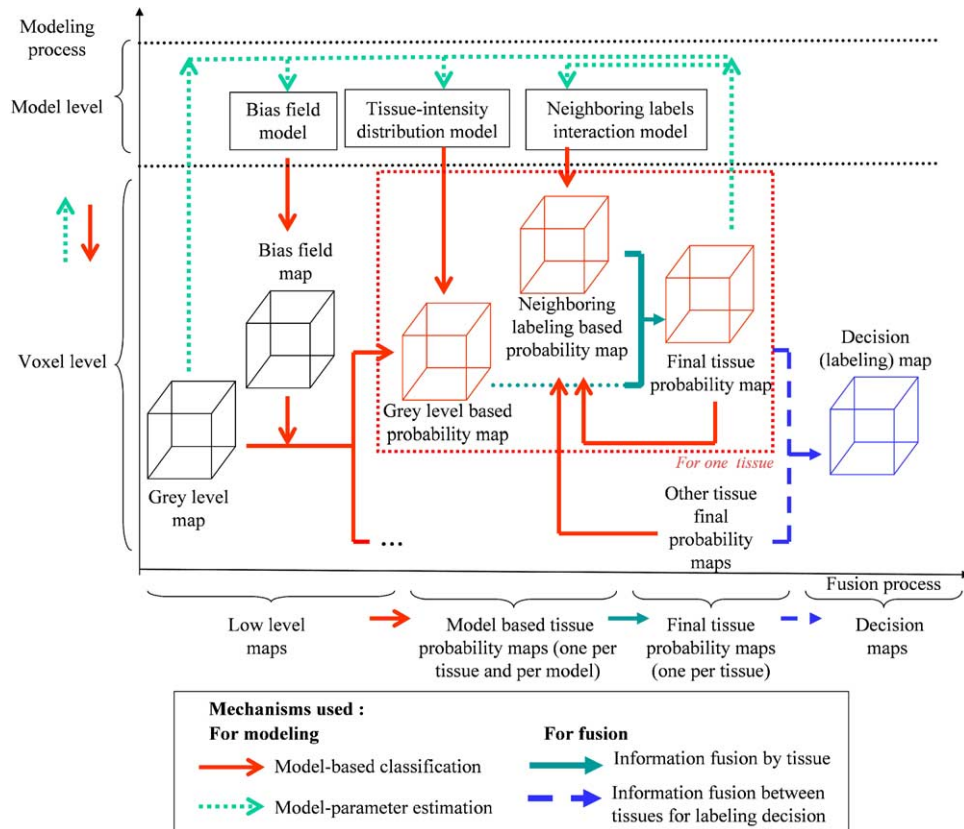 Modeling
process
Model level
Bias field
model
Tissue-intensity
distribution model
Neighboring labels
interaction model
Voxel level
Bias field
map
Grey level
map
Grey level based
probability map
Neighboring
labeling based
probability map
Final tissue
probability map
For one tissue
Decision
(labeling) map
Other tissue
final
probability
maps
...
Fusion process
Low level
maps
Model based tissue
probability maps (one per
tissue and per model)
Final tissue
probability maps
(one per tissue)
Decision
maps
Mechanisms used :
For modeling
Model-based classification
Model-parameter estimation
For fusion
Information fusion by tissue
Information fusion between
tissues for labeling decision